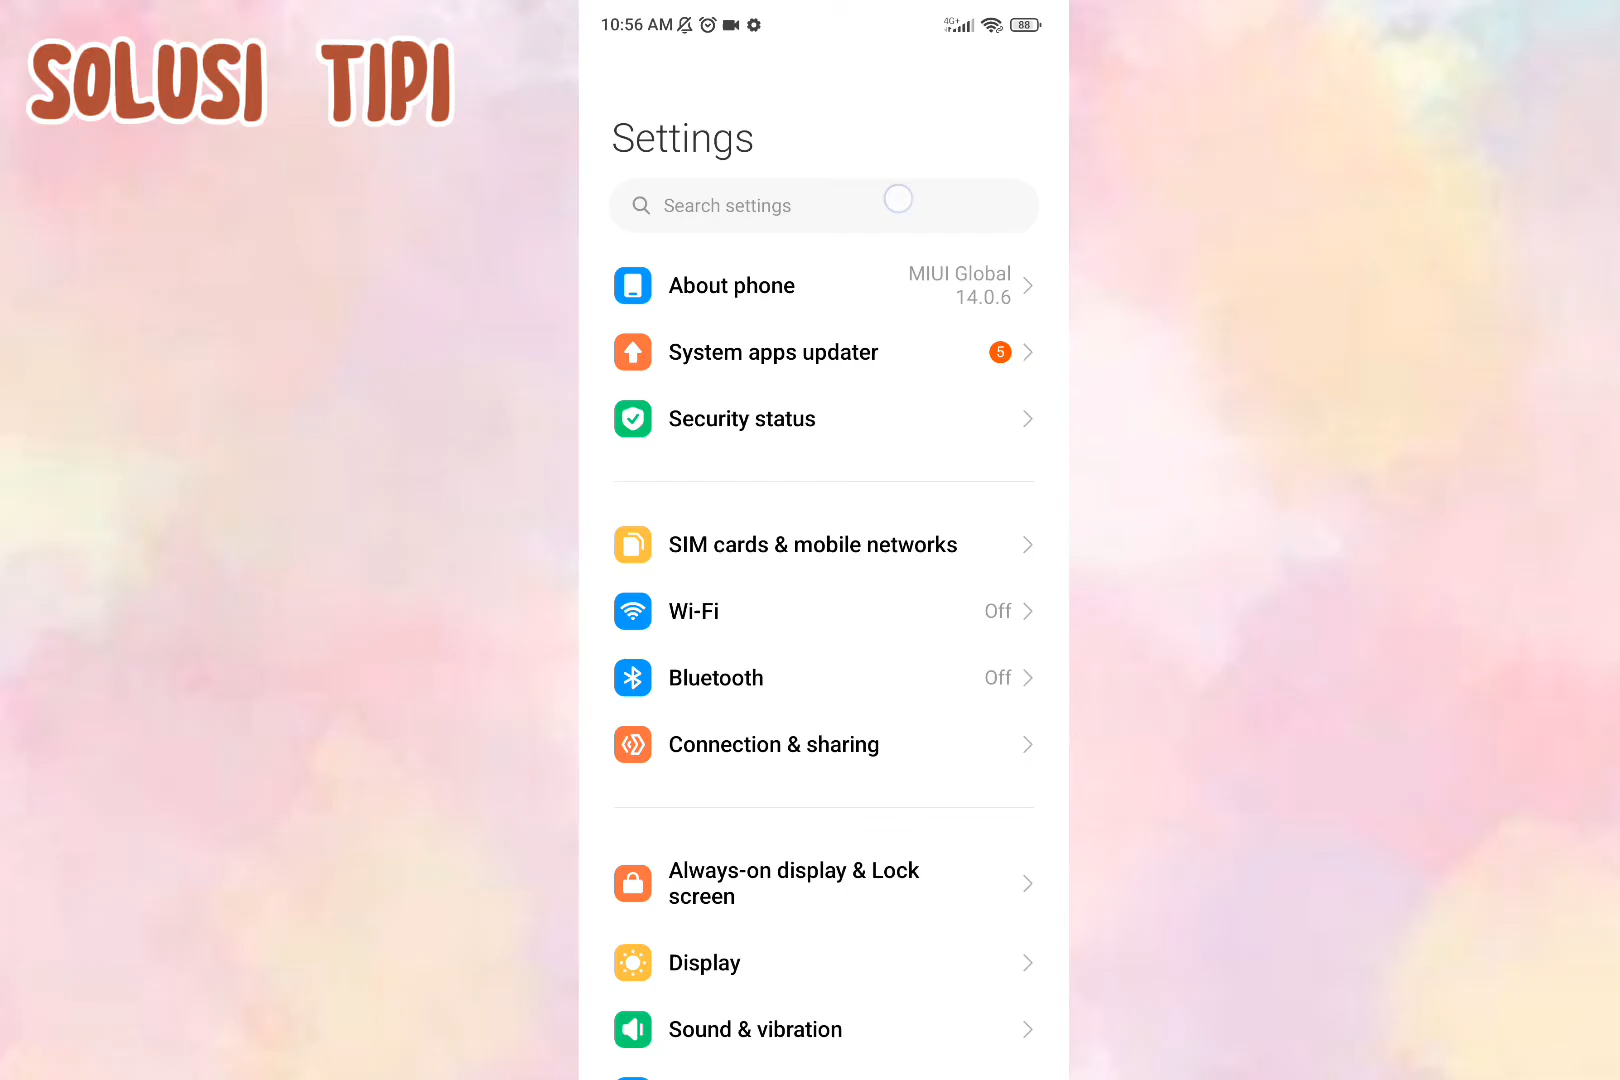 SOLUSI TIPI
10:56 AM
4G+
88
Settings
Search settings
About phone
MIUI Global
14.0.6
System apps updater
5
Security status
SIM cards & mobile networks
Wi-Fi
Off
Bluetooth
Off
Connection & sharing
Always-on display & Lock
screen
Display
Sound & vibration